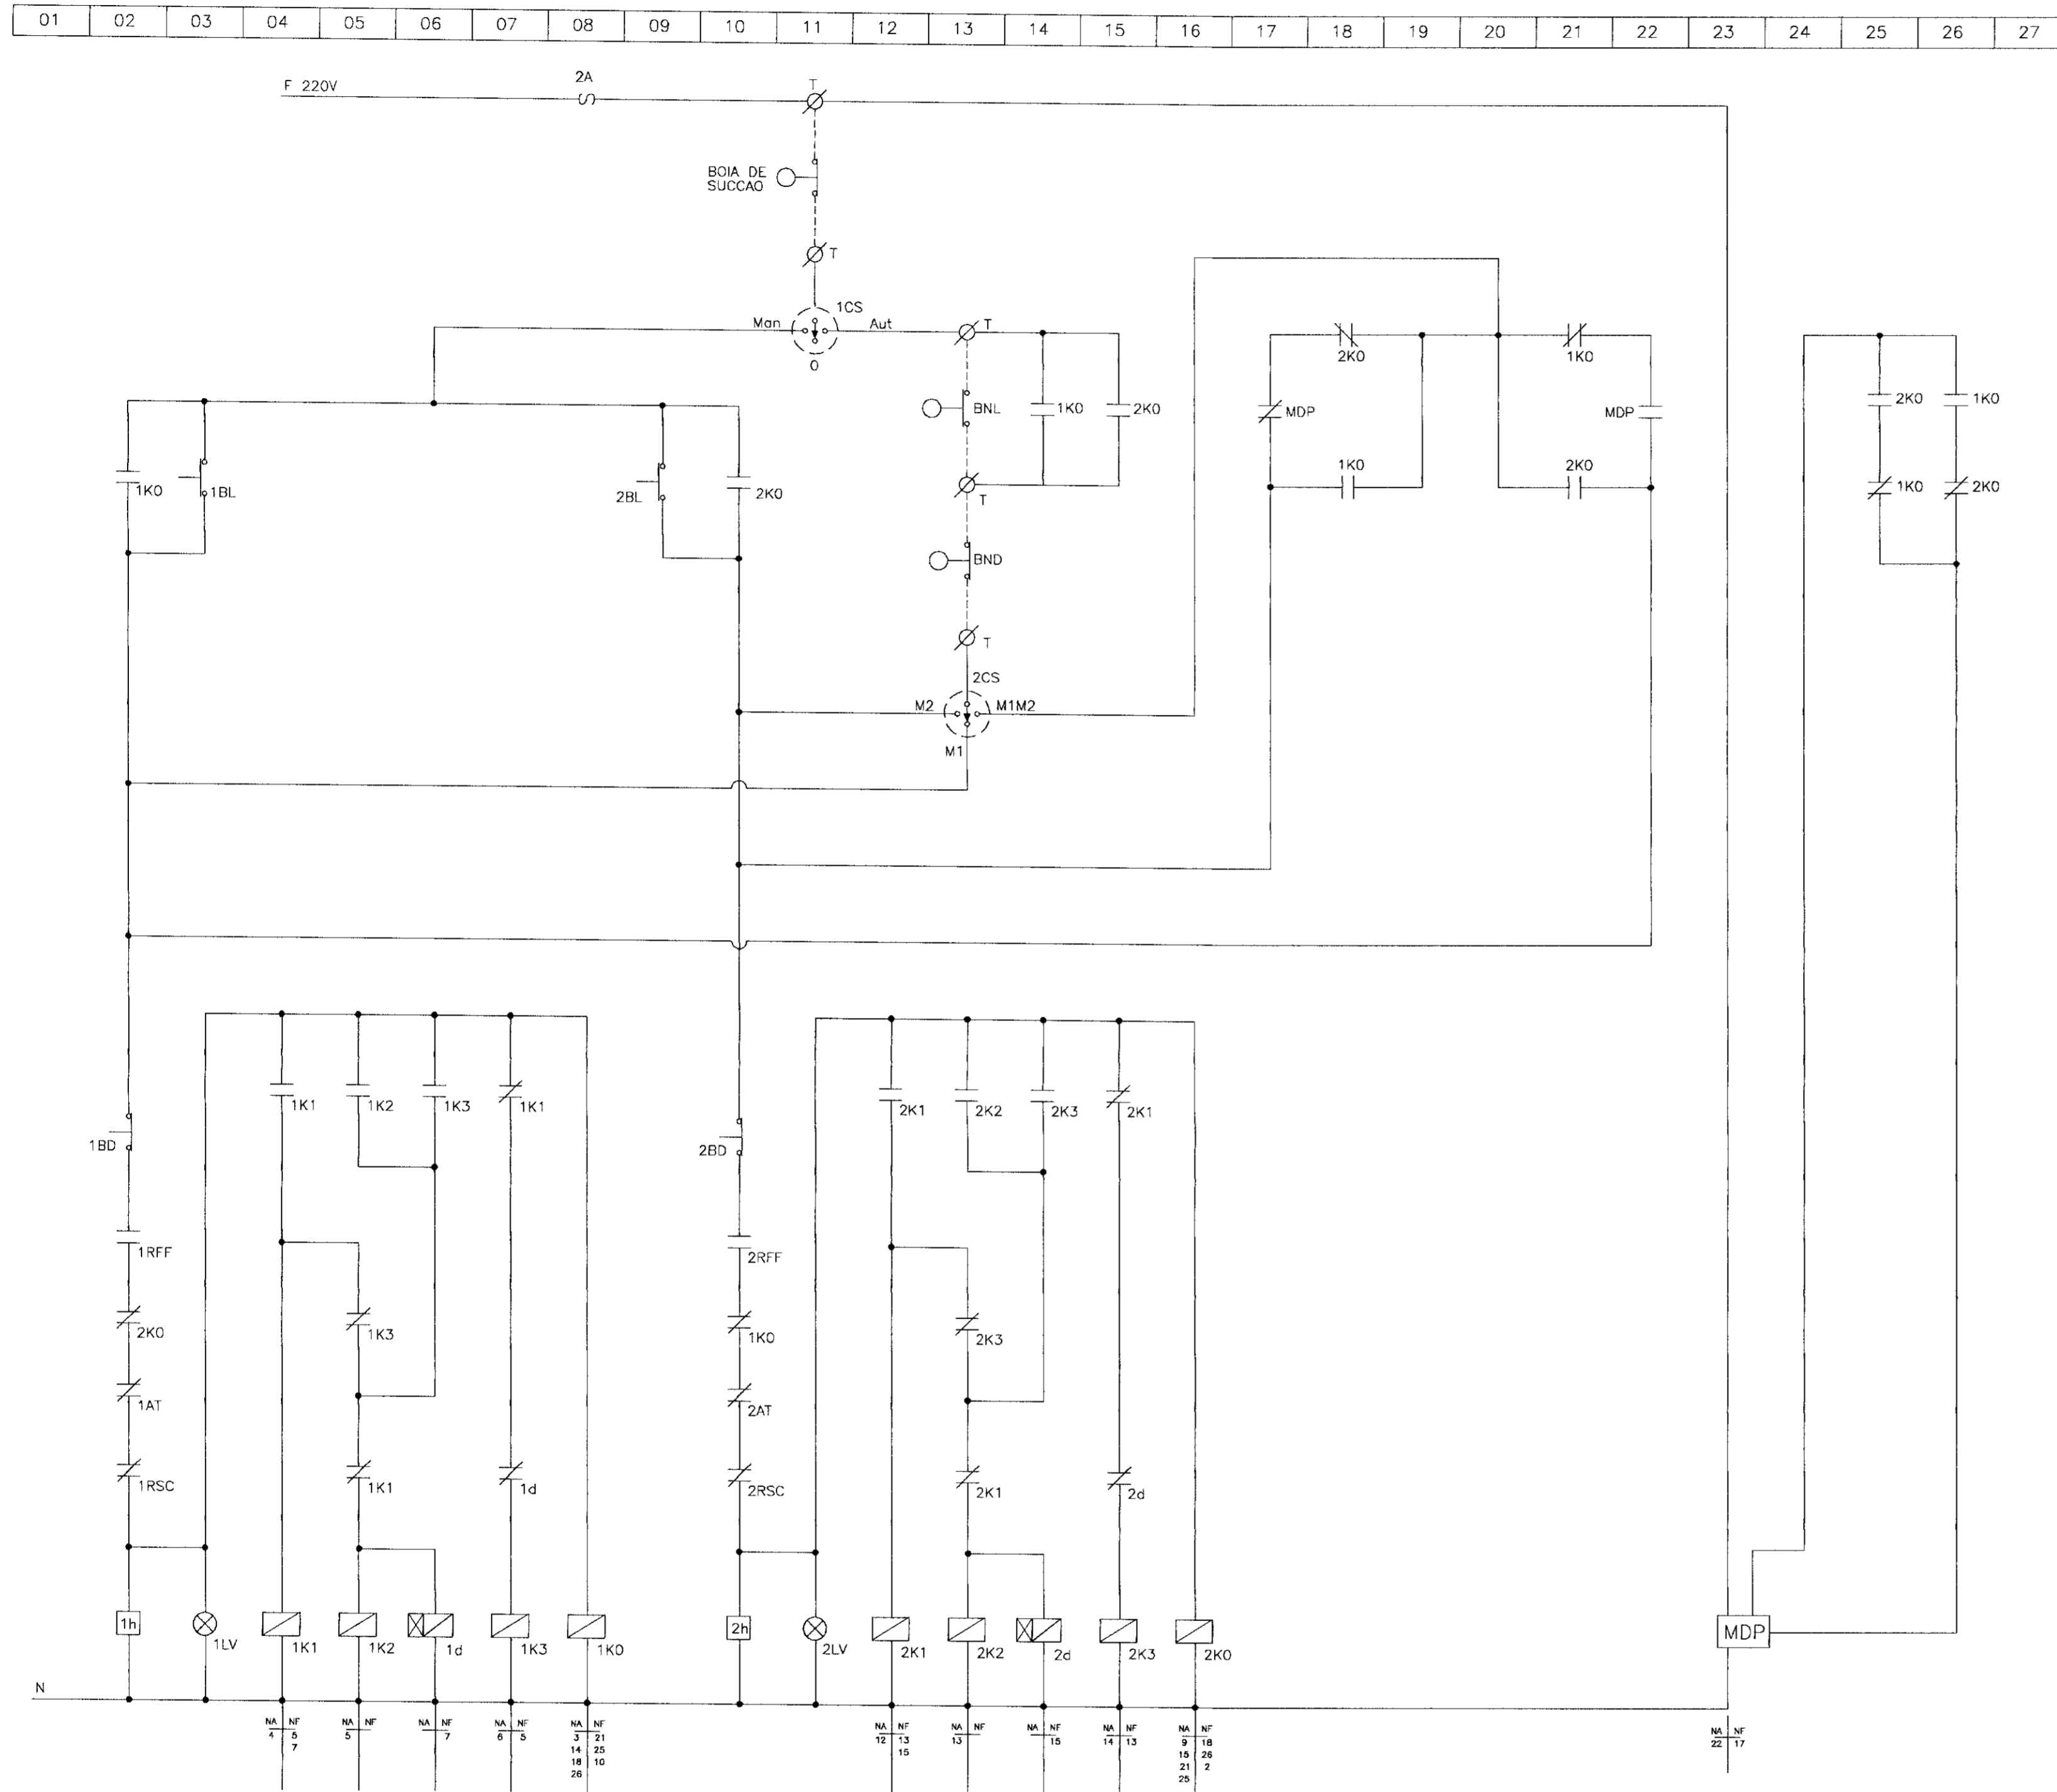 01 02 03 04 05 06 07 08 09 10 11 12 13 14 15 16 17 18 19 20 21 22 23 24 25 26 27
F 220V
2A
T
BOIA DE
SUCCAO
T
1CS
Man
Aut
T
0
2K0
1K0
BNL
1K0
2K0
MDP
MDP
2K0
1K0
1K0
1BL
2BL
2K0
1K0
2K0
1K0
2K0
T
BND
T
2CS
M2
M1M2
M1
1K1
1K2
1K3
1K1
2K1
2K2
2K3
2K1
1BD
2BD
1RFF
2RFF
2K0
1K3
1K0
2K3
1AT
2AT
1RSC
1K1
1d
2RSC
2K1
2d
1h
1LV
1K1
1K2
1d
1K3
1K0
2h
2LV
2K1
2K2
2d
2K3
2K0
MDP
N
NA NF
4 5
7
NA NF
5
NA NF
7
NA NF
6 5
NA NF
3 21
14 25
18 10
26
NA NF
12 13
15
NA NF
13
NA NF
15
NA NF
14 13
NA NF
9 18
15 26
21 2
25
NA NF
22 17